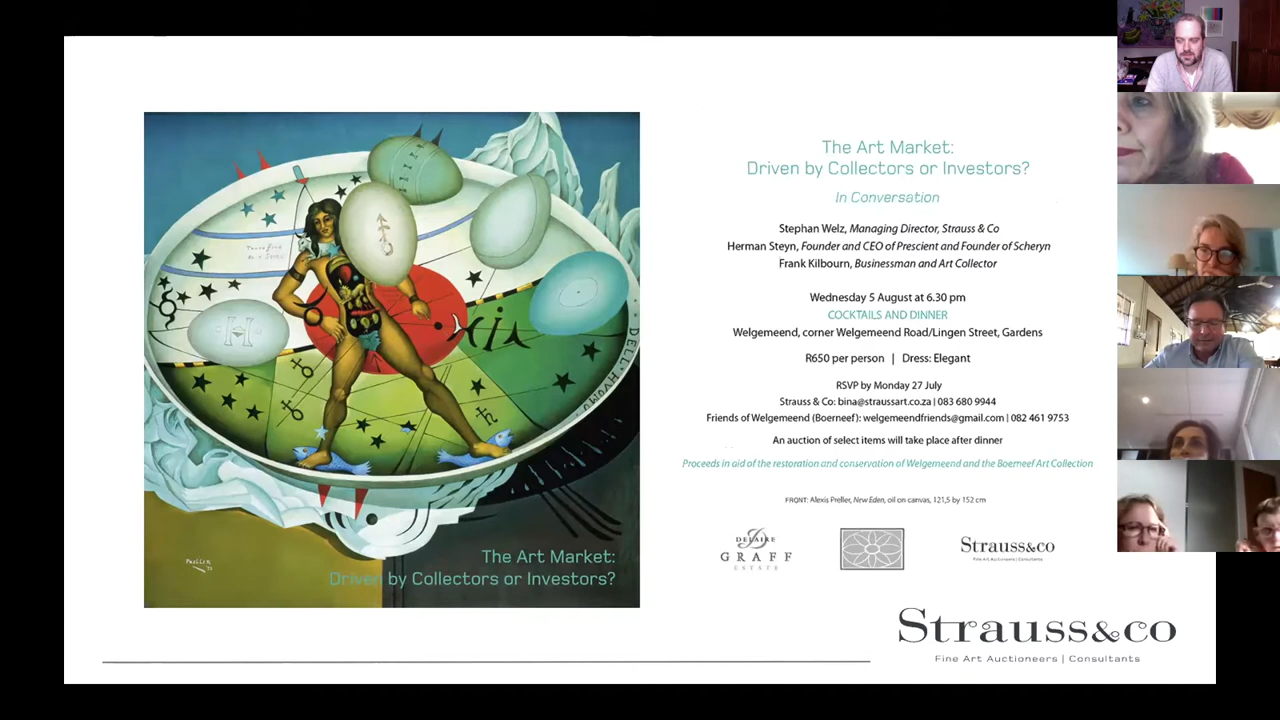 The Art Market:
Driven by Collectors or Investors?
In Conversation
Stephan Welz, Managing Director, Strauss & Co
Herman Steyn, Founder and CEO of Prescient and Founder of Scheryn
Frank Kilbourn, Businessman and Art Collector
Wednesday 5 August at 6.30 pm
COCKTAILS AND DINNER
Welgemeend, corner Welgemeend Road/Lingen Street, Gardens
R650 per person | Dress: Elegant
RSVP by Monday 27 July
Strauss & Co: bina@straussart.co.za | 083 680 9944
Friends of Welgemeend (Boerneef): welgemeendfriends@gmail.com | 082 461 9753
An auction of select items will take place after dinner
Proceeds in aid of the restoration and conservation of Welgemeend and the Boerneef Art Collection
FRONT: Alexis Preller, New Eden, oil on canvas, 121,5 by 152 cm
DELAIRE
GRAFF
ESTATE
Strauss&co
Fine Art Auctioneers | Consultants
PRELLER
The Art Market:
Driven by Collectors or Investors?
Strauss&co
Fine Art Auctioneers | Consultants